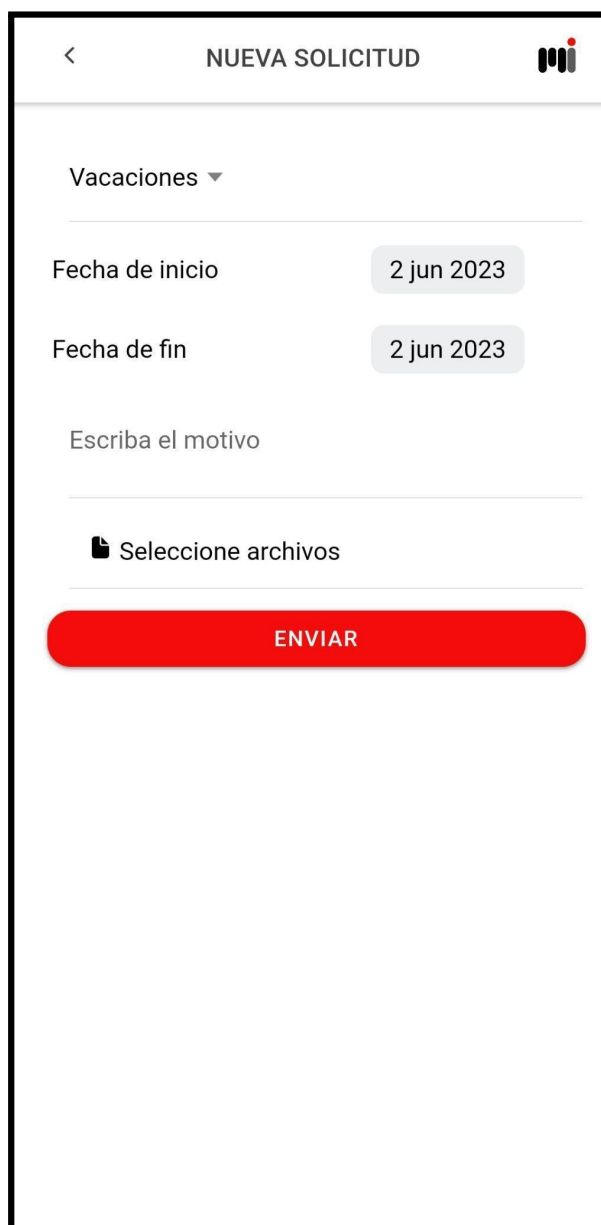 NUEVA SOLICITUD mi
Vacaciones
Fecha de inicio 2 jun 2023
Fecha de fin 2 jun 2023
Escriba el motivo
Seleccione archivos
ENVIAR